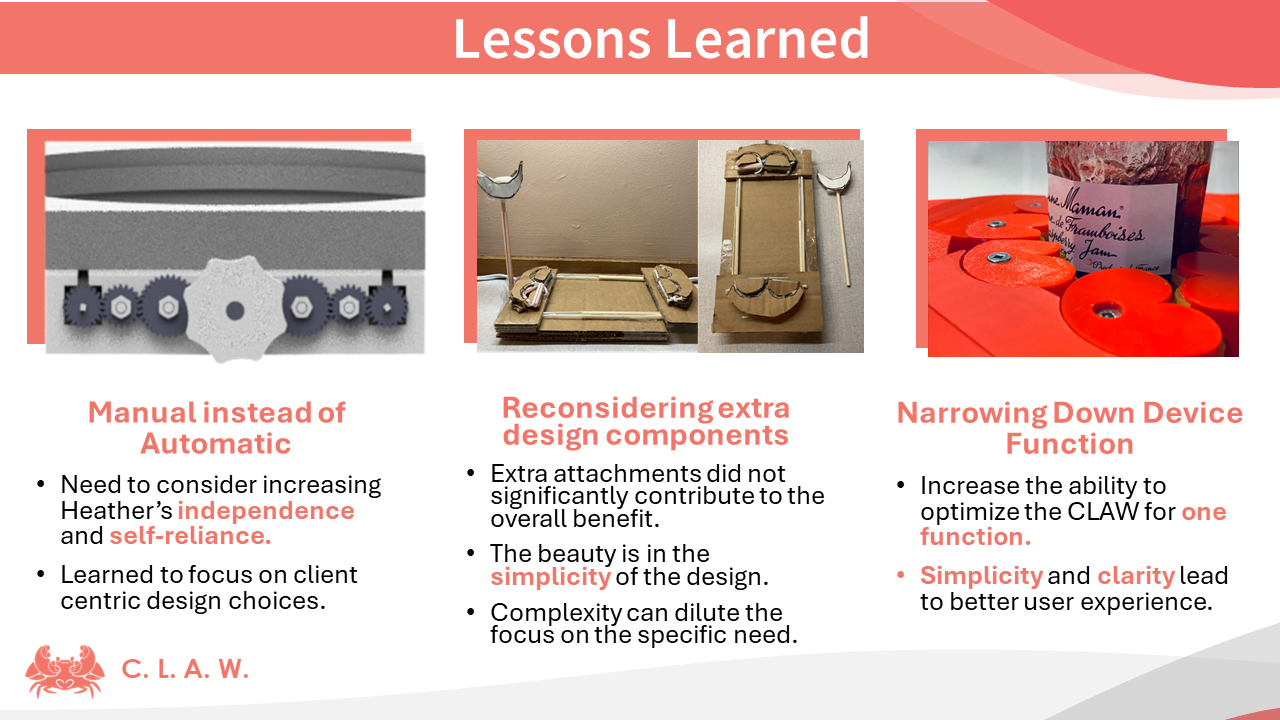 Lessons Learned
Manual instead of
Automatic
• Need to consider increasing
Heather's independence
and self-reliance.
• Learned to focus on client
centric design choices.
Reconsidering extra
design components
• Extra attachments did not
significantly contribute to the
overall benefit.
• The beauty is in the
simplicity of the design.
• Complexity can dilute the
focus on the specific need.
Maman
de Framboises
Jam
Narrowing Down Device
Function
• Increase the ability to
optimize the CLAW for one
function.
• Simplicity and clarity lead
to better user experience.
C. L. A. W.